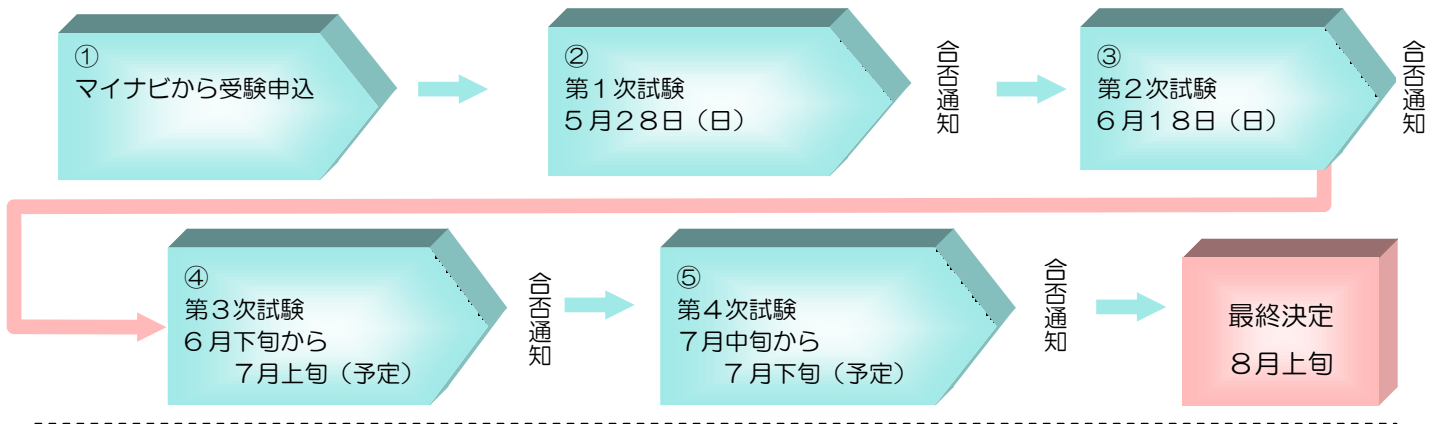 ①
マイナビから受験申込
②
第１次試験
５月２８日（日）
合否通知
③
第２次試験
６月１８日（日）
合否通知
④
第３次試験
６月下旬から
７月上旬（予定）
合否通知
⑤
第４次試験
７月中旬から
７月下旬（予定）
合否通知
最終決定
８月上旬